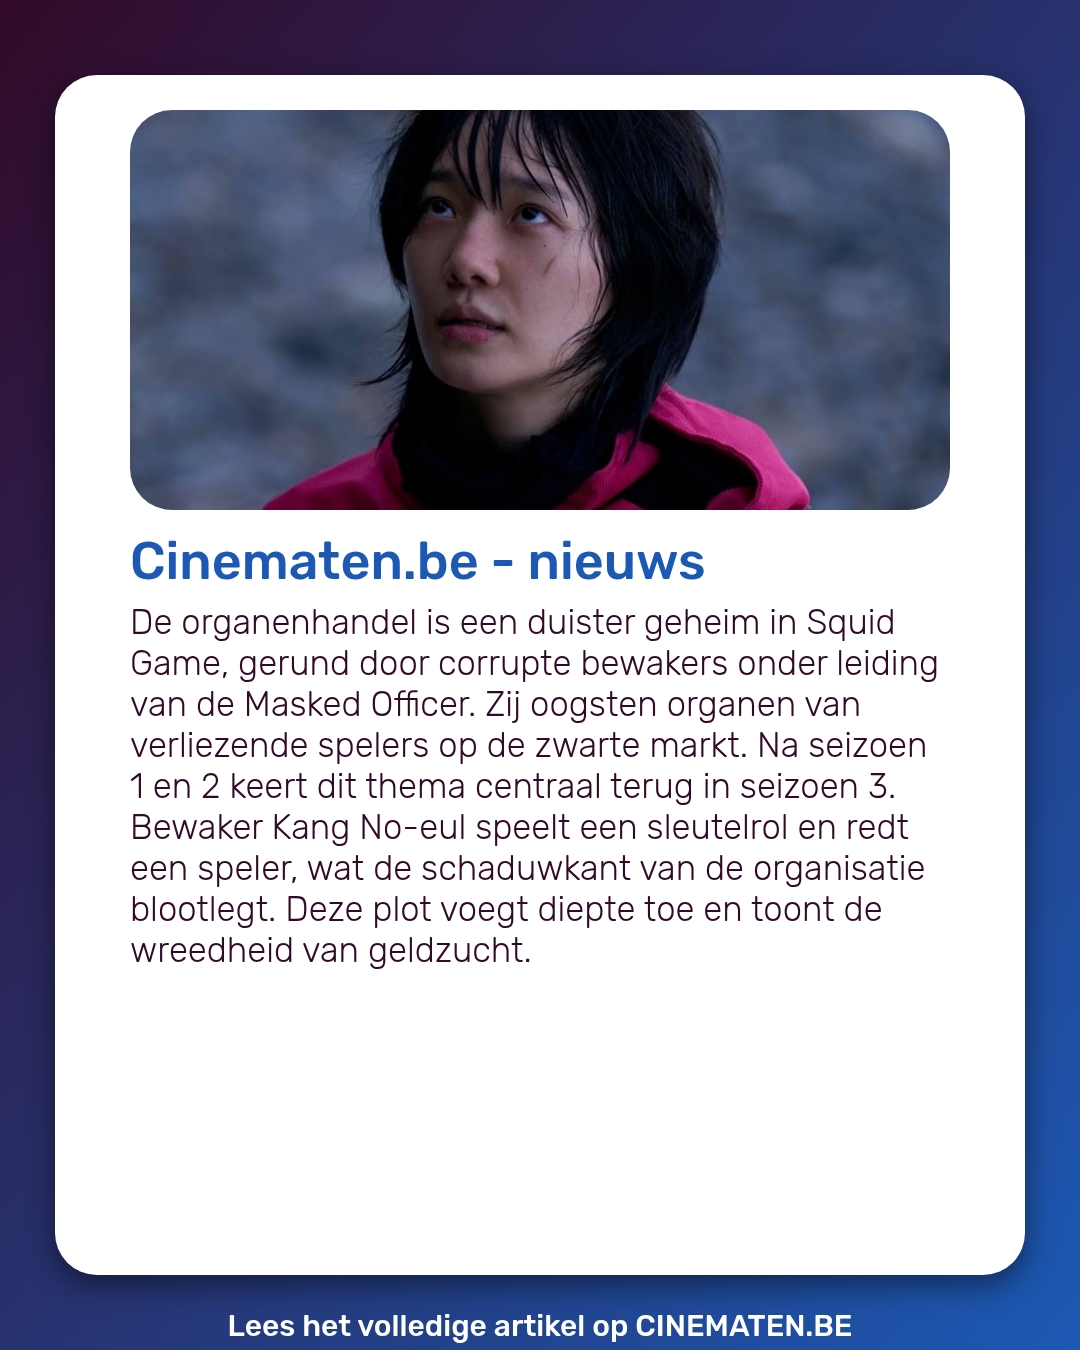 Cinematen.be - nieuws
De organenhandel is een duister geheim in Squid
Game, gerund door corrupte bewakers onder leiding
van de Masked Officer. Zij oogsten organen van
verliezende spelers op de zwarte markt. Na seizoen
1 en 2 keert dit thema centraal terug in seizoen 3.
Bewaker Kang No-eul speelt een sleutelrol en redt
een speler, wat de schaduwkant van de organisatie
blootlegt. Deze plot voegt diepte toe en toont de
wreedheid van geldzucht.
Lees het volledige artikel op CINEMATEN.BE